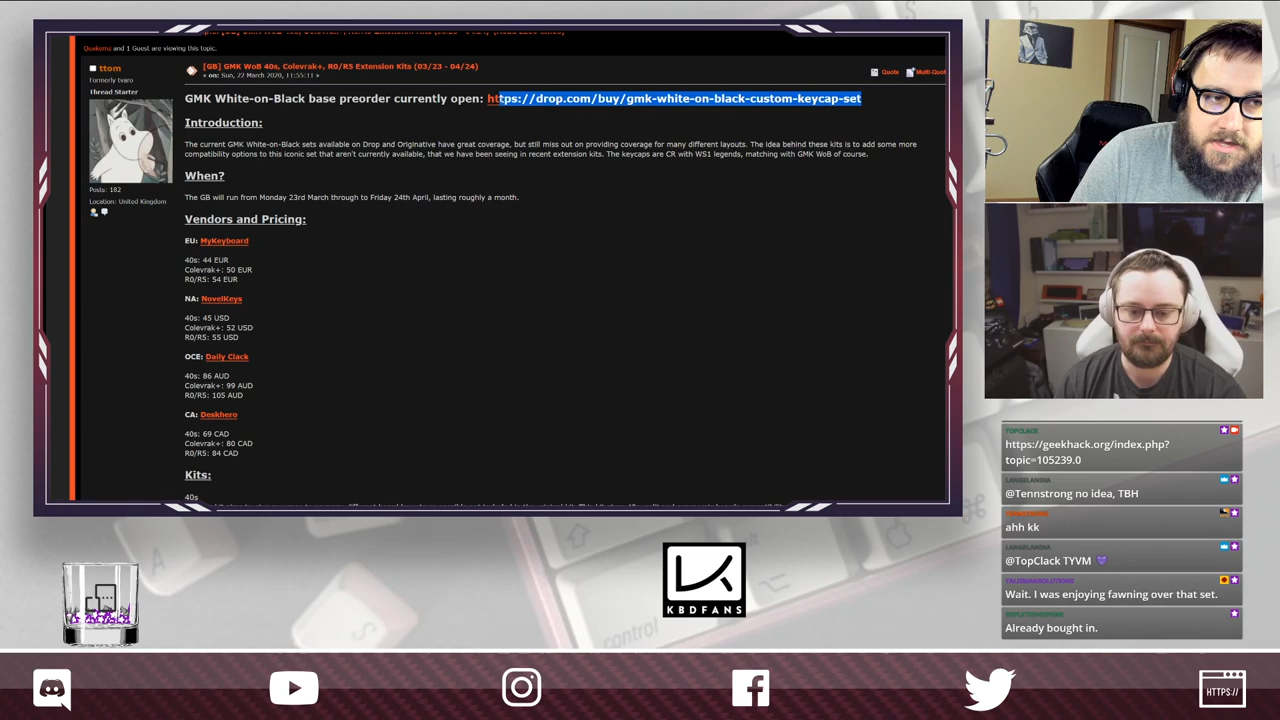 Quakemz and 1 Guest are viewing this topic.
ttom
Formerly tvaro
Thread Starter
Posts: 182
Location: United Kingdom
[GB] GMK WoB 40s, Colevrak+, R0/R5 Extension Kits (03/23 - 04/24)
« on: Sun, 22 March 2020, 11:55:11 »
Quote
Multi-Quot
GMK White-on-Black base preorder currently open: https://drop.com/buy/gmk-white-on-black-custom-keycap-set
Introduction:
The current GMK White-on-Black sets available on Drop and Originative have great coverage, but still miss out on providing coverage for many different layouts. The idea behind these kits is to add some more
compatibility options to this iconic set that aren't currently available, that we have been seeing in recent extension kits. The keycaps are CR with WS1 legends, matching with GMK WoB of course.
When?
The GB will run from Monday 23rd March through to Friday 24th April, lasting roughly a month.
Vendors and Pricing:
EU: MyKeyboard
40s: 44 EUR
Colevrak+: 50 EUR
R0/R5: 54 EUR
NA: NovelKeys
40s: 45 USD
Colevrak+: 52 USD
R0/R5: 55 USD
OCE: Daily Clack
40s: 86 AUD
Colevrak+: 99 AUD
R0/R5: 105 AUD
CA: Deskhero
40s: 69 CAD
Colevrak+: 80 CAD
R0/R5: 84 CAD
Kits:
40s
TOPCLACK
https://geekhack.org/index.php?
topic=105239.0
LANGELANDIA
@Tennstrong no idea, TBH
ahh kk
LANGELANDIA
@TopClack TYVM
Wait. I was enjoying fawning over that set.
Already bought in.
KBDFANS
control
HTTPS://